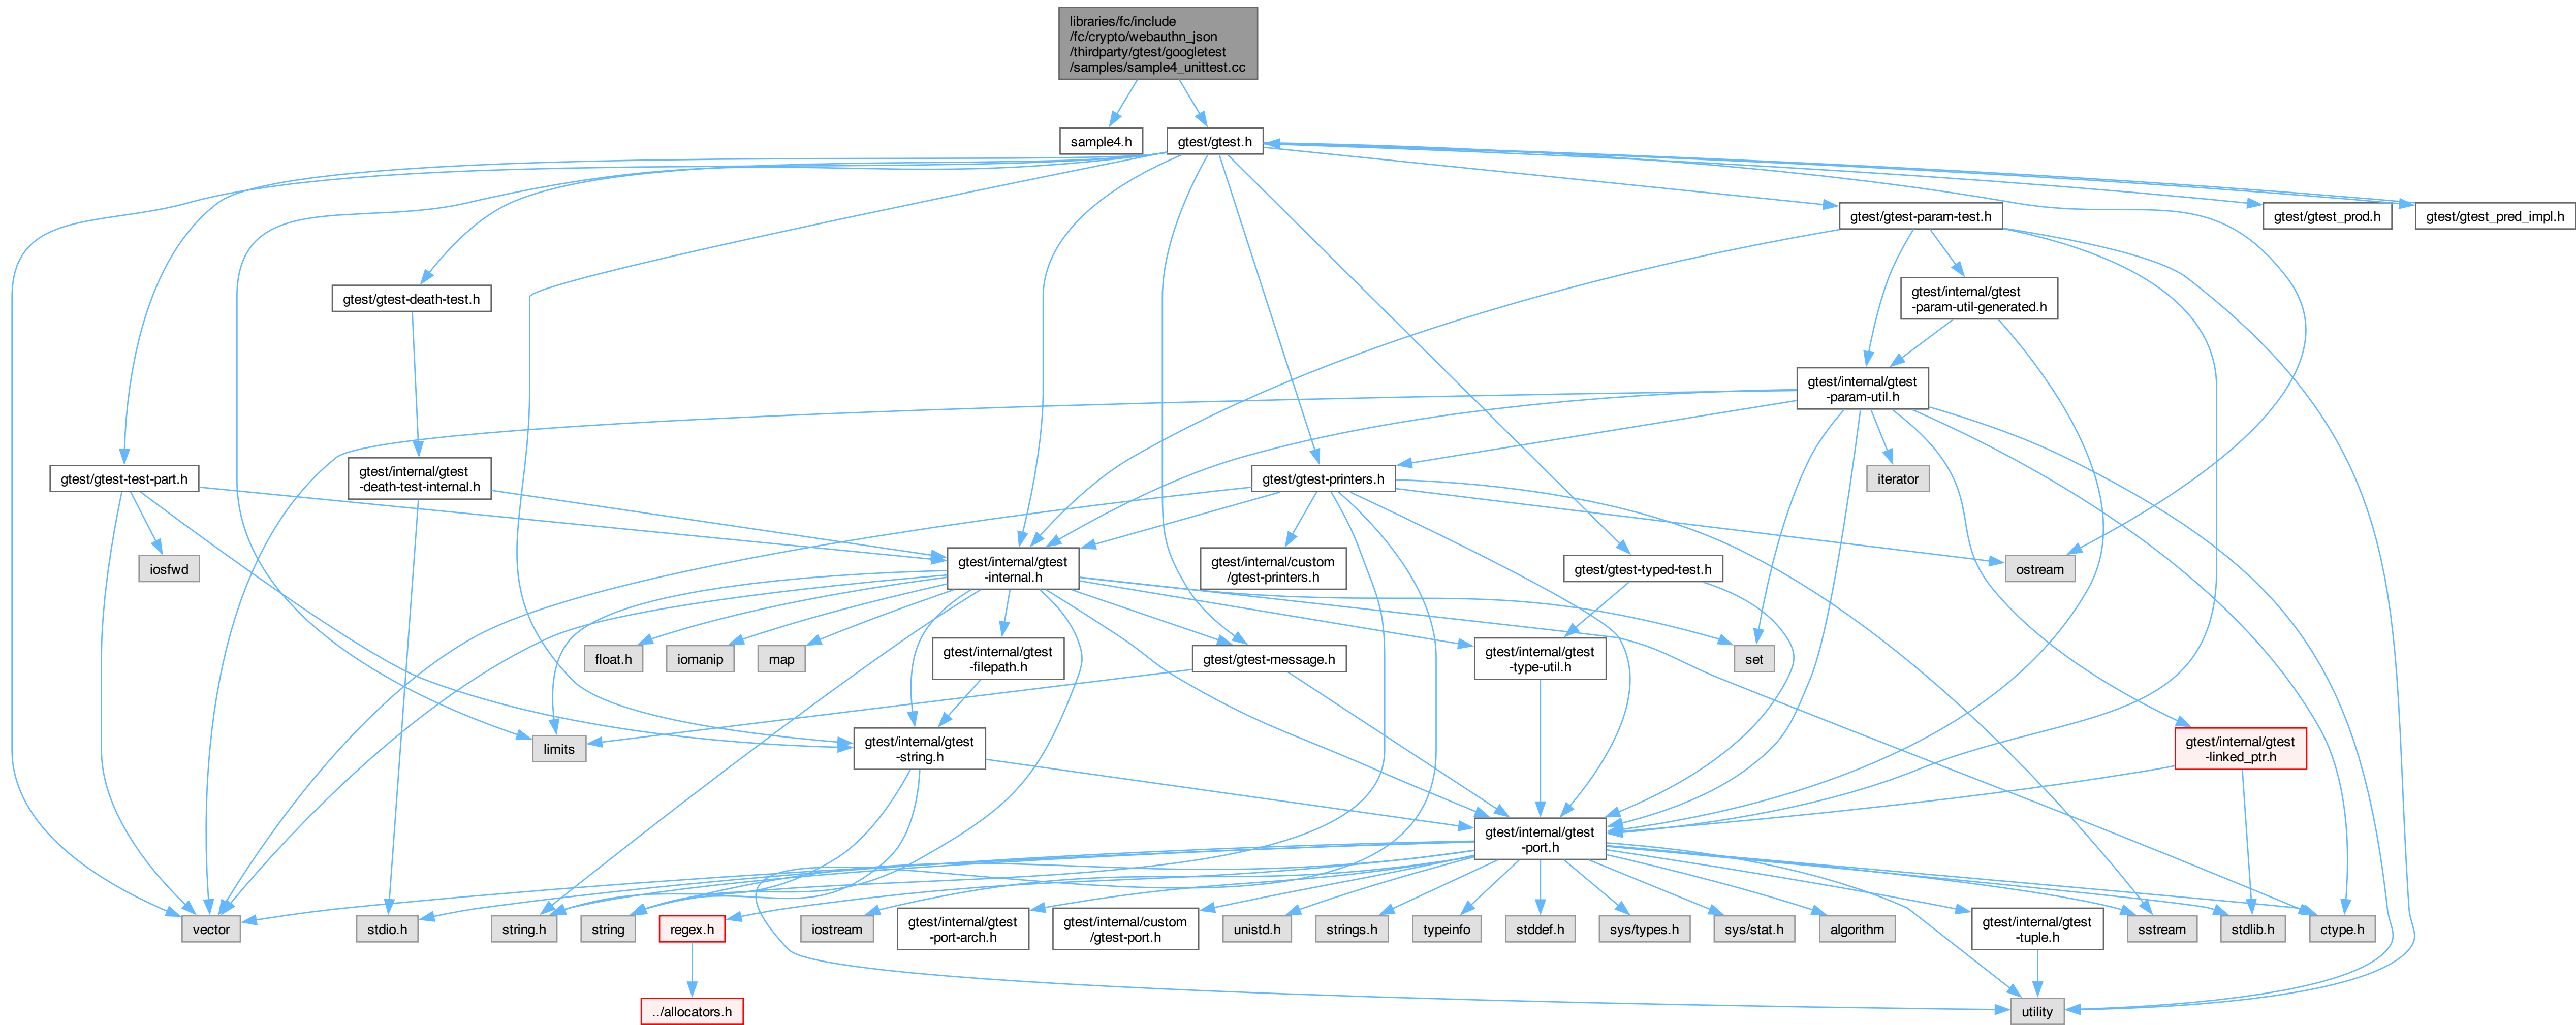 libraries/fc/include
/fc/crypto/webauthn_json
/thirdparty/gtest/googletest
/samples/sample4_unittest.cc
sample4.h
gtest/gtest.h
gtest/gtest-param-test.h
gtest/gtest_prod.h
gtest/gtest_pred_impl.h
gtest/gtest-death-test.h
gtest/internal/gtest
-param-util-generated.h
gtest/internal/gtest
-param-util.h
gtest/gtest-test-part.h
gtest/internal/gtest
-death-test-internal.h
gtest/gtest-printers.h
iterator
iosfwd
gtest/internal/gtest
-internal.h
gtest/internal/custom
/gtest-printers.h
gtest/gtest-typed-test.h
ostream
float.h
iomanip
map
gtest/internal/gtest
-filepath.h
gtest/gtest-message.h
gtest/internal/gtest
-type-util.h
set
limits
gtest/internal/gtest
-string.h
gtest/internal/gtest
-linked_ptr.h
gtest/internal/gtest
-port.h
vector
stdio.h
string.h
string
regex.h
iostream
gtest/internal/gtest
-port-arch.h
gtest/internal/custom
/gtest-port.h
unistd.h
strings.h
typeinfo
stddef.h
sys/types.h
sys/stat.h
algorithm
gtest/internal/gtest
-tuple.h
sstream
stdlib.h
ctype.h
../allocators.h
utility